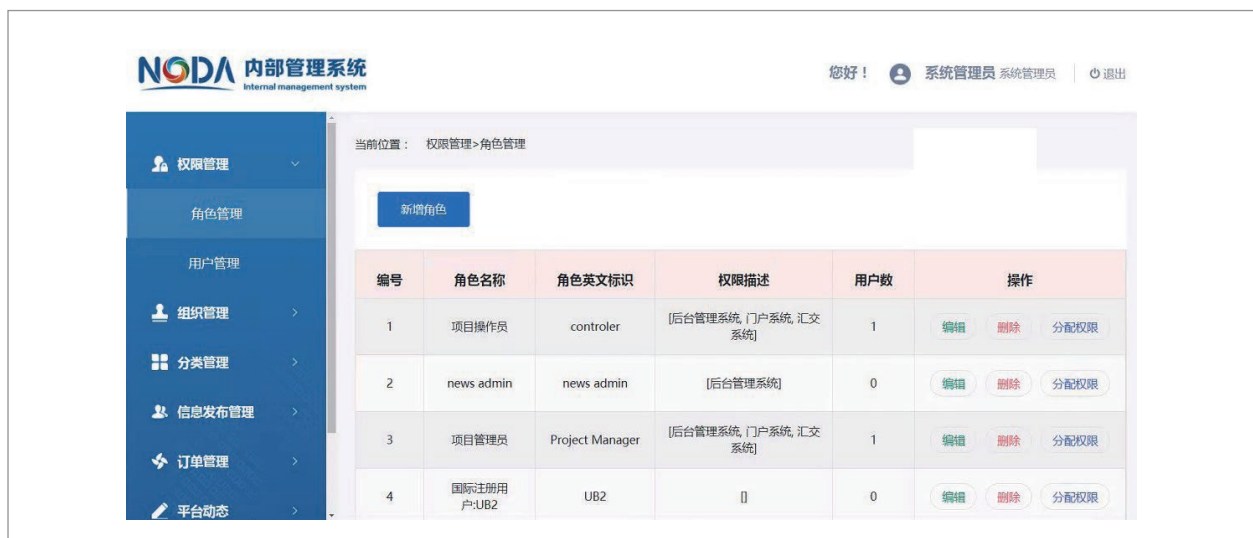 NODA 内部管理系统
Internal management system
您好！ 系统管理员 系统管理员 退出
权限管理
角色管理
用户管理
组织管理
分类管理
信息发布管理
订单管理
平台动态
当前位置： 权限管理>角色管理
新增角色
编号 角色名称 角色英文标识 权限描述 用户数 操作
1 项目操作员 controler [后台管理系统, 门户系统, 汇交
系统] 1 编辑 删除 分配权限
2 news admin news admin [后台管理系统] 0 编辑 删除 分配权限
3 项目管理员 Project Manager [后台管理系统, 门户系统, 汇交
系统] 1 编辑 删除 分配权限
4 国际注册用
户:UB2 UB2 [] 0 编辑 删除 分配权限